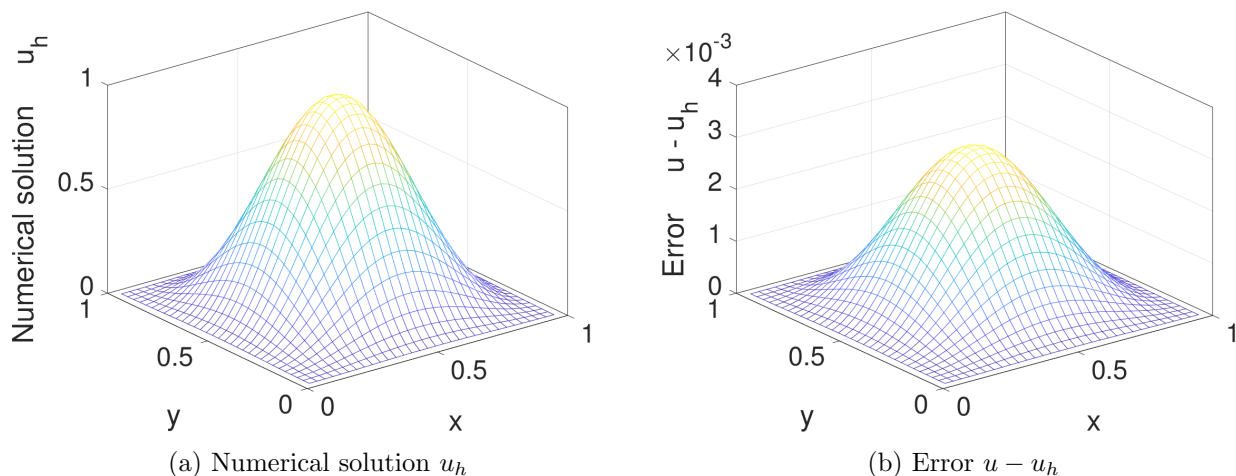 Numerical solution u_h
1
0.5
0
1
0.5
0
y
0
0.5
1
x
(a) Numerical solution u_h
×10^-3
Error u - u_h
4
3
2
1
0
1
0.5
0
y
0
0.5
1
x
(b) Error u − u_h